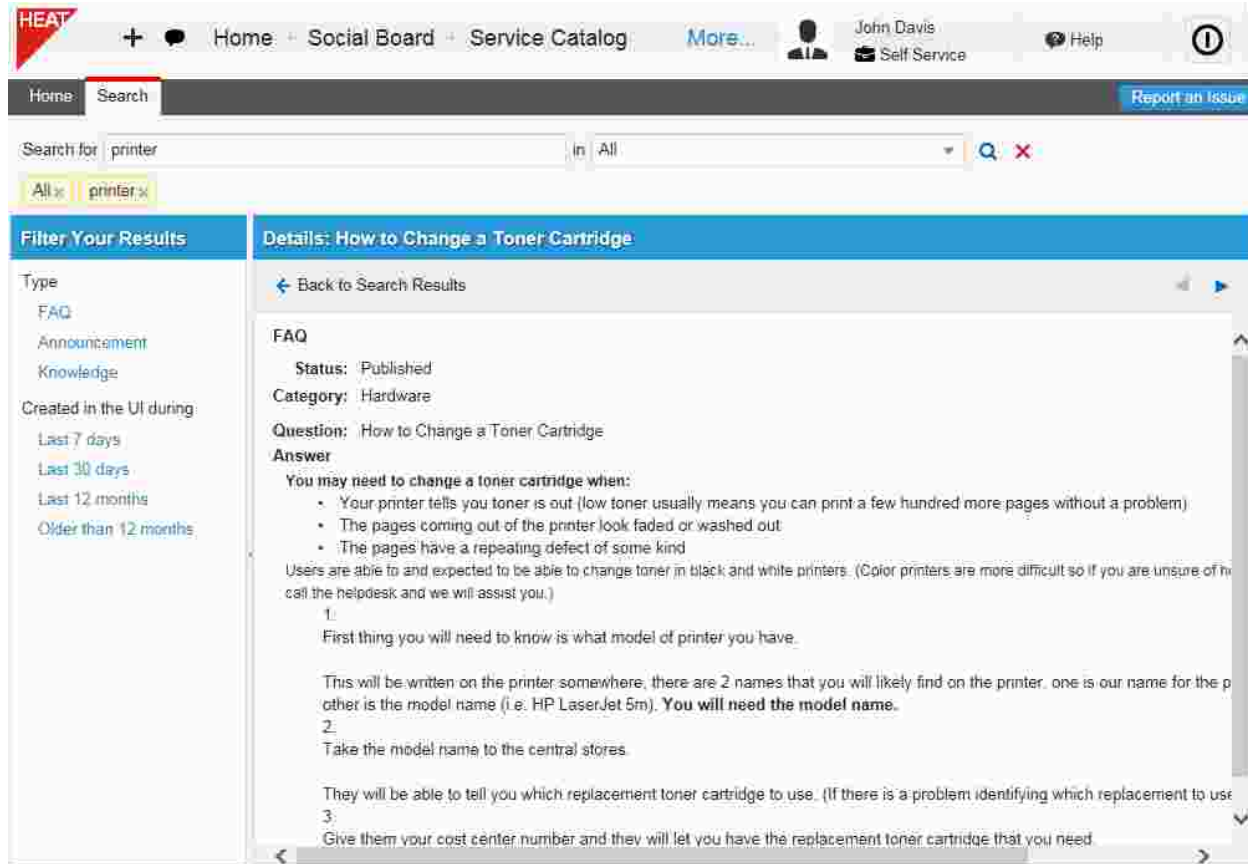 HEAT
Home Social Board Service Catalog More... John Davis Self Service Help
Home Search Report an Issue
Search for printer in All
All x printer x
Filter Your Results
Type
FAQ
Announcement
Knowledge
Created in the UI during
Last 7 days
Last 30 days
Last 12 months
Older than 12 months
Details: How to Change a Toner Cartridge
Back to Search Results
FAQ
Status: Published
Category: Hardware
Question: How to Change a Toner Cartridge
Answer
You may need to change a toner cartridge when:
• Your printer tells you toner is out (low toner usually means you can print a few hundred more pages without a problem)
• The pages coming out of the printer look faded or washed out
• The pages have a repeating defect of some kind
Users are able to and expected to be able to change toner in black and white printers. (Color printers are more difficult so if you are unsure of
call the helpdesk and we will assist you.)
1.
First thing you will need to know is what model of printer you have.
This will be written on the printer somewhere, there are 2 names that you will likely find on the printer, one is our name for the
other is the model name (i.e. HP LaserJet 5m). You will need the model name.
2.
Take the model name to the central stores.
They will be able to tell you which replacement toner cartridge to use. (If there is a problem identifying which replacement to use
3.
Give them your cost center number and they will let you have the replacement toner cartridge that you need.